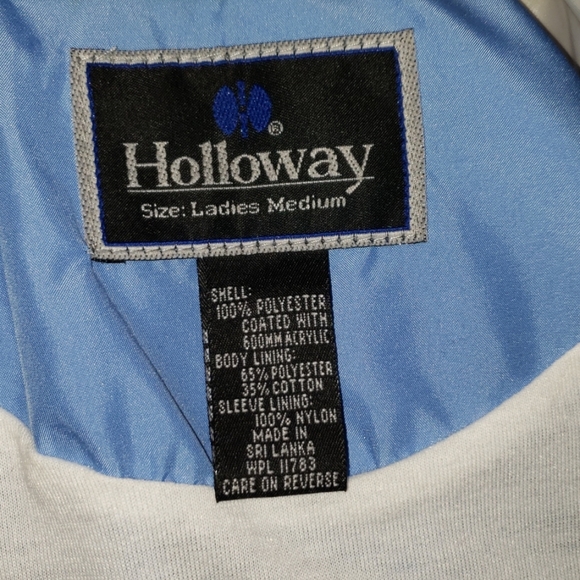 ®
Holloway
Size: Ladies Medium
SHELL:
100% POLYESTER
COATED WITH
600MM ACRYLIC
BODY LINING:
65% POLYESTER
35% COTTON
SLEEVE LINING:
100% NYLON
MADE IN
SRI LANKA
WPL 11783
CARE ON REVERSE